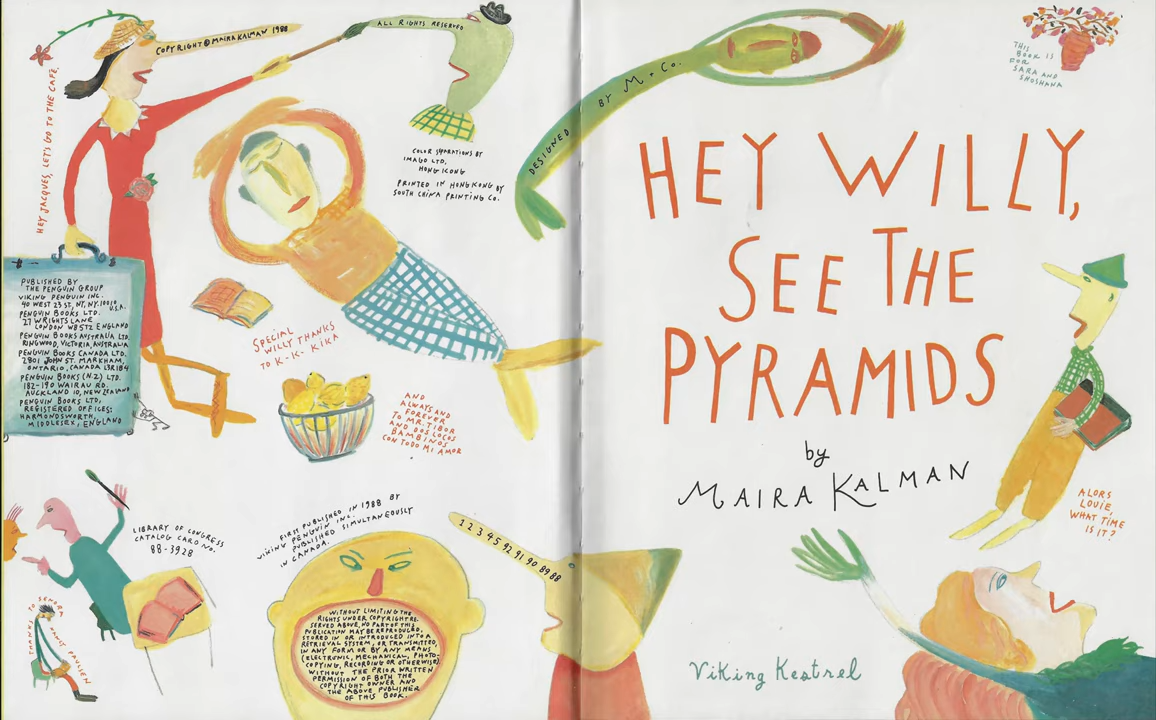 COPYRIGHT © MAIRA KALMAN 1988
ALL RIGHTS RESERVED
HEY JACQUES, LET'S GO TO THE CAFE.
COLOR SEPARATIONS BY
IMAGO LTD.
HONG KONG
PRINTED IN HONG KONG BY
SOUTH CHINA PRINTING CO.
PUBLISHED BY
THE PENGUIN GROUP
VIKING PENGUIN INC.
40 WEST 23 ST, NY, N.Y. 10010
U.S.A.
PENGUIN BOOKS LTD.
27 WRIGHTS LANE
LONDON W8 5TZ ENGLAND
PENGUIN BOOKS AUSTRALIA LTD.
RINGWOOD, VICTORIA, AUSTRALIA
PENGUIN BOOKS CANADA LTD.
2801 JOHN ST. MARKHAM,
ONTARIO, CANADA L3R 1B4
PENGUIN BOOKS (N.Z.) LTD.
182-190 WAIRAU RD.
AUCKLAND 10, NEW ZEALAND
PENGUIN BOOKS LTD,
REGISTERED OFFICES:
HARMONDSWORTH,
MIDDLESEX, ENGLAND
SPECIAL
WILLY THANKS
TO K-K-KIKA
AND
ALWAYS AND
FOREVER
TO MR. TIBOR
AND DOS LOCOS
BAMBINOS
CON TODO MI AMOR
LIBRARY OF CONGRESS
CATALOG CARD NO.
88-3928
THANKS TO SENORA NANCY PAULSEN
FIRST PUBLISHED IN 1988 BY
VIKING PENGUIN INC.
PUBLISHED SIMULTANEOUSLY
IN CANADA.
WITHOUT LIMITING THE
RIGHTS UNDER COPYRIGHT RE-
SERVED ABOVE, NO PART OF THIS
PUBLICATION MAY BE REPRODUCED,
STORED IN OR INTRODUCED INTO A
RETRIEVAL SYSTEM, OR TRANSMITTED,
IN ANY FORM OR BY ANY MEANS
(ELECTRONIC, MECHANICAL, PHOTO-
COPYING, RECORDING OR OTHERWISE)
WITHOUT THE PRIOR WRITTEN
PERMISSION OF BOTH THE
COPYRIGHT OWNER AND
THE ABOVE PUBLISHER
OF THIS BOOK.
1 2 3 4 5 92 91 90 89 88
DESIGNED BY M + Co.
THIS
BOOK IS
FOR
SARA AND
SHOSHANA
HEY WILLY,
SEE THE
PYRAMIDS
by
MAIRA KALMAN
ALORS
LOUIE,
WHAT TIME
IS IT?
Viking Kestrel